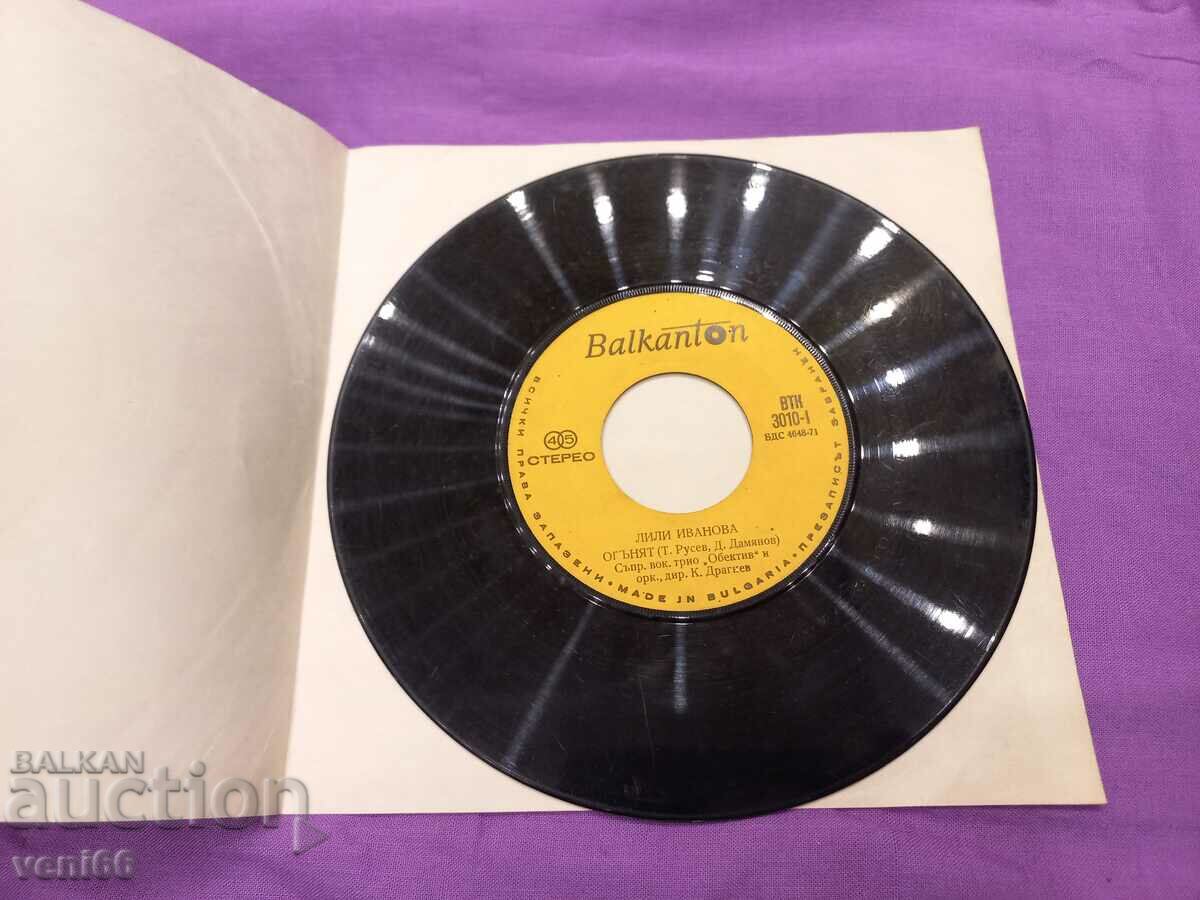 Balkanton
ВТК
3010-I
БДС 4648-71
45
СТЕРЕО
ЛИЛИ ИВАНОВА
ОГЪНЯТ (Т. Русев, Д. Дамянов)
Съпр. вок. трио „Обектив“ и
орк., дир. К. Драгнев
ВСИЧКИ ПРАВА ЗАПАЗЕНИ • MADE IN BULGARIA • ПРЕЗАПИСЪТ ЗАБРАНЕН
BALKAN
auction
veni66